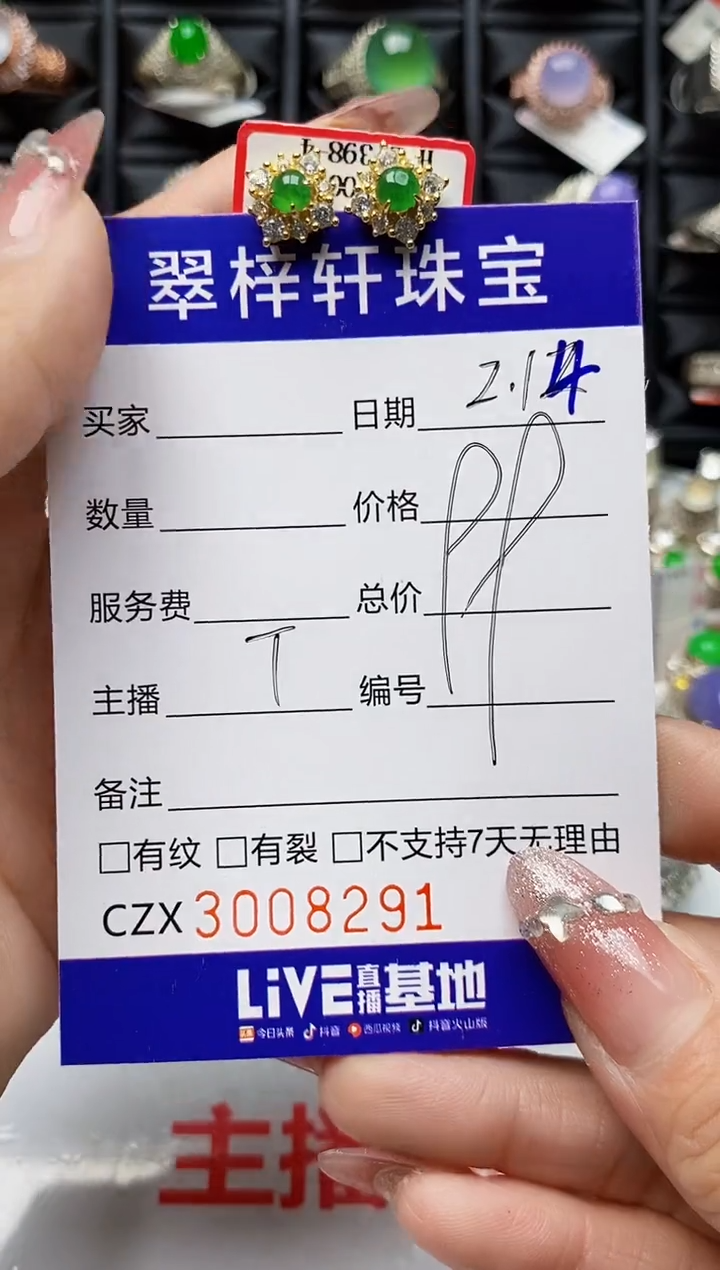 翠梓轩珠宝
买家 日期 2.14
数量 价格
服务费 总价
主播 T 编号
备注
□有纹 □有裂 □不支持7天无理由
CZX 3008291
LiVE直播基地
头条 今日头条 抖音 西瓜视频 抖音火山版
主播